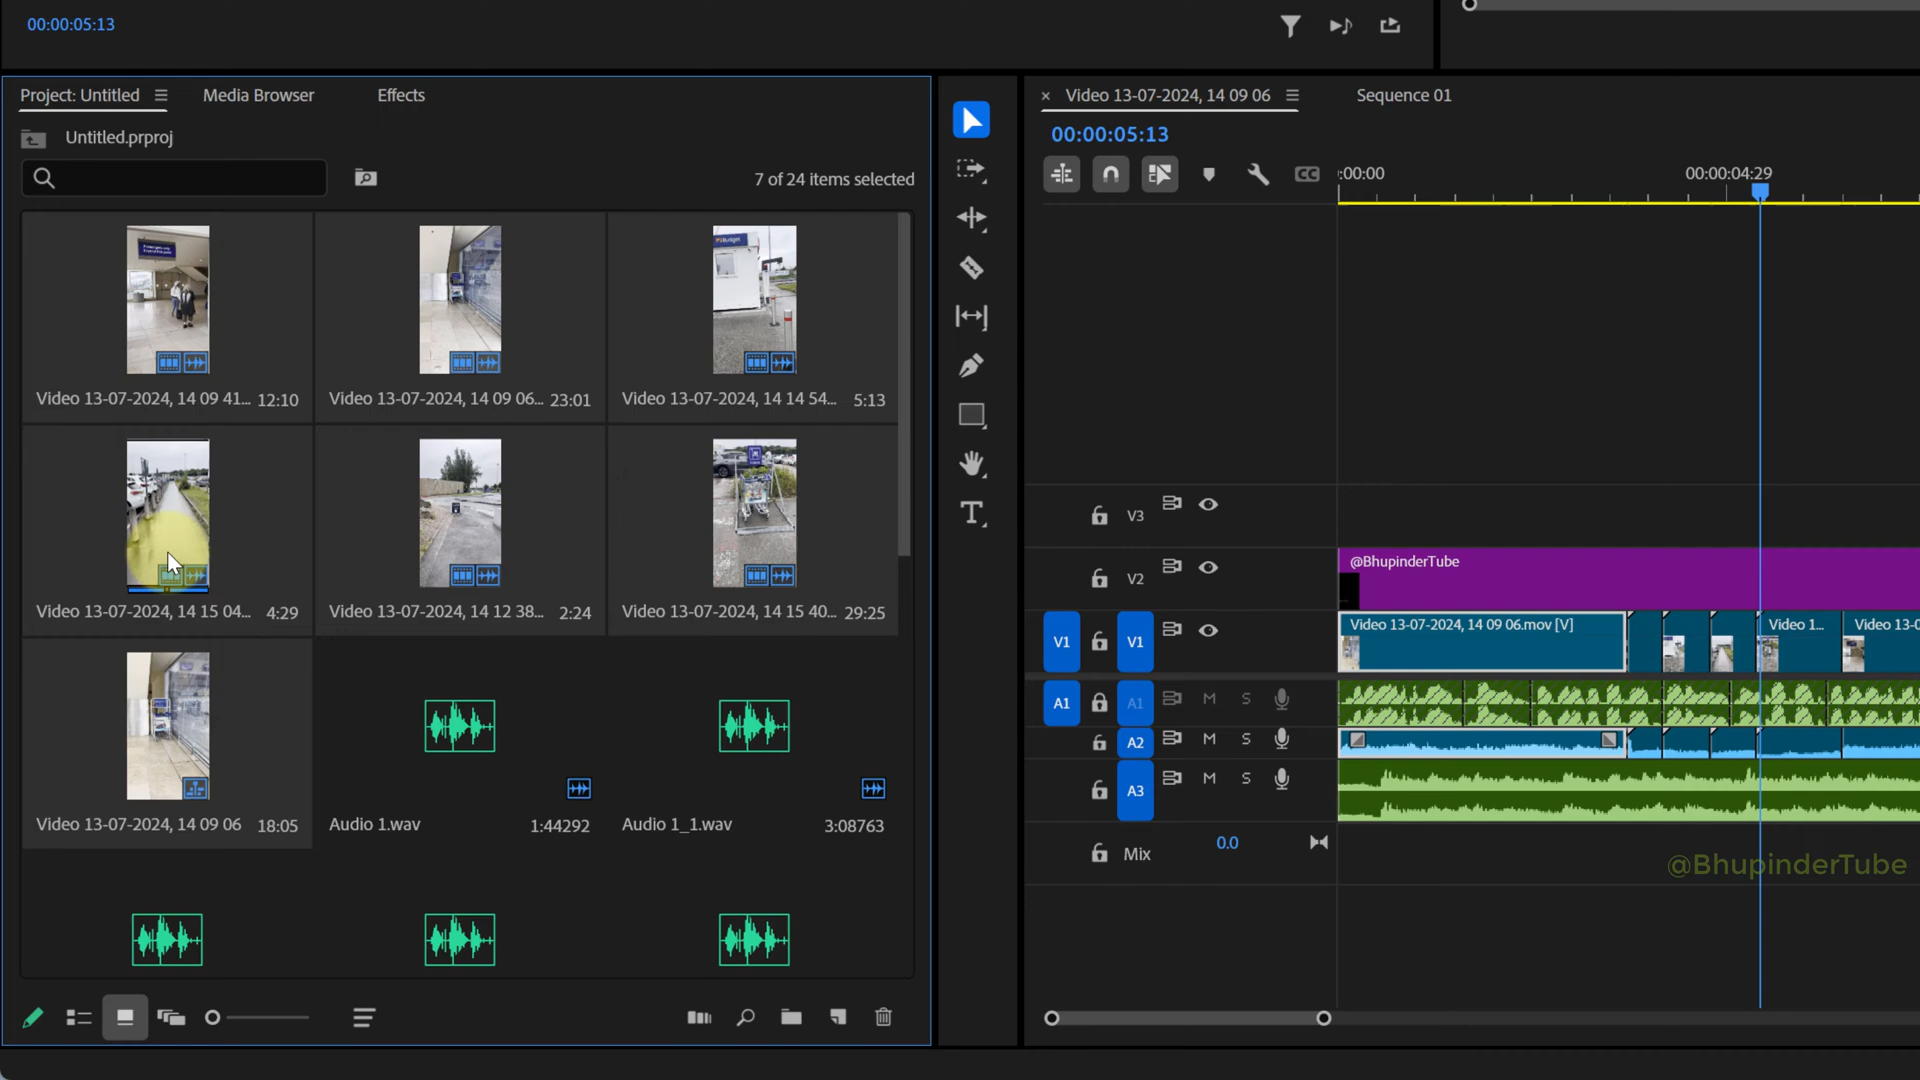 00:00:05:13
Project: Untitled
Media Browser
Effects
Untitled.prproj
7 of 24 items selected
Video 13-07-2024, 14 09 41... 12:10
Video 13-07-2024, 14 09 06... 23:01
Video 13-07-2024, 14 14 54... 5:13
Video 13-07-2024, 14 15 04... 4:29
Video 13-07-2024, 14 12 38... 2:24
Video 13-07-2024, 14 15 40... 29:25
Video 13-07-2024, 14 09 06 18:05
Audio 1.wav 1:44292
Audio 1_1.wav 3:08763
× Video 13-07-2024, 14 09 06
Sequence 01
00:00:05:13
CC
:00:00
00:00:04:29
V3
V2
@BhupinderTube
V1 V1
Video 13-07-2024, 14 09 06.mov [V]
Video 1...
Video 13-0
A1 A1 M S
A2 M S
A3 M S
Mix 0.0
@BhupinderTube
Budget